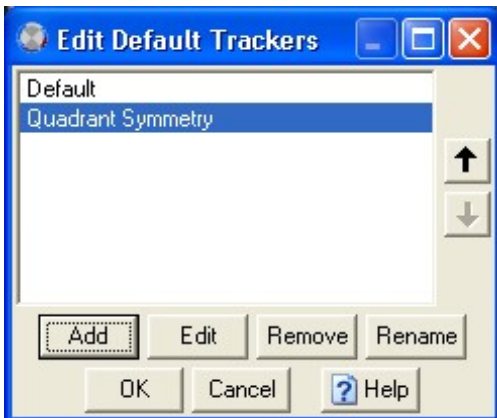 Edit Default Trackers
Default
Quadrant Symmetry
Add Edit Remove Rename
OK Cancel ? Help